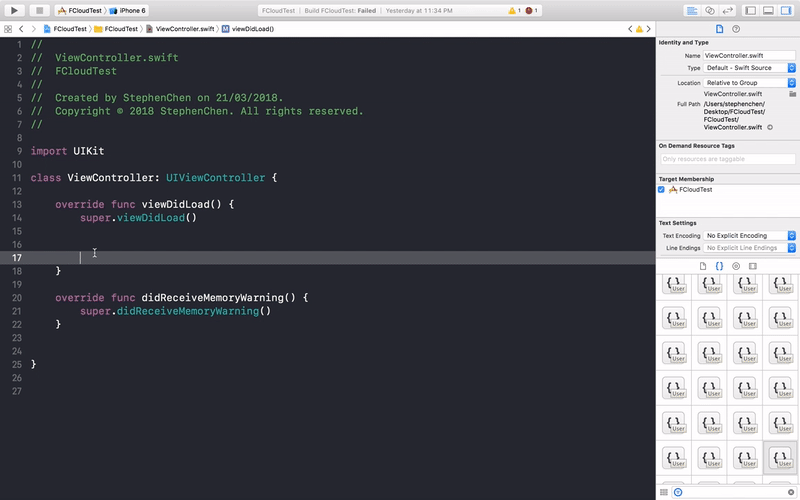 FCloudTest
iPhone 6
FCloudTest | Build FCloudTest: Failed | Yesterday at 11:34 PM
1
1
FCloudTest
FCloudTest
ViewController.swift
M viewDidLoad()
1 //
2 // ViewController.swift
3 // FCloudTest
4 //
5 // Created by StephenChen on 21/03/2018.
6 // Copyright © 2018 StephenChen. All rights reserved.
7 //
8
9 import UIKit
10
11 class ViewController: UIViewController {
12
13 override func viewDidLoad() {
14 super.viewDidLoad()
15
16
17
18 }
19
20 override func didReceiveMemoryWarning() {
21 super.didReceiveMemoryWarning()
22 }
23
24
25 }
26
27
Identity and Type
Name ViewController.swift
Type Default - Swift Source
Location Relative to Group
ViewController.swift
Full Path /Users/stephenchen/
Desktop/FCloudTest/
FCloudTest/
ViewController.swift
On Demand Resource Tags
Only resources are taggable
Target Membership
FCloudTest
Text Settings
Text Encoding No Explicit Encoding
Line Endings No Explicit Line Endings
{ }
{ } User { } User { } User { } User
{ } User { } User { } User { } User
{ } User { } User { } User { } User
{ } User { } User { } User { } User
{ } User { } User { } User { } User
{ } User { } User { } User { } User